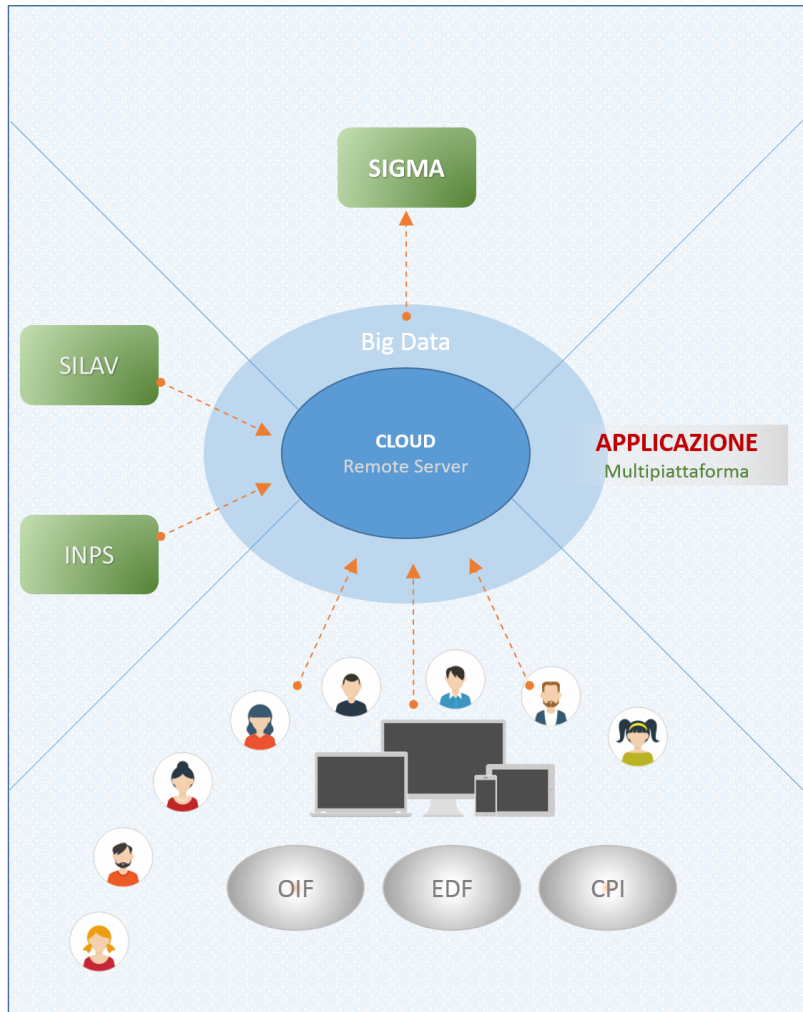 SIGMA
Big Data
SILAV
CLOUD
Remote Server
APPLICAZIONE
Multipiattaforma
INPS
OIF
EDF
CPI